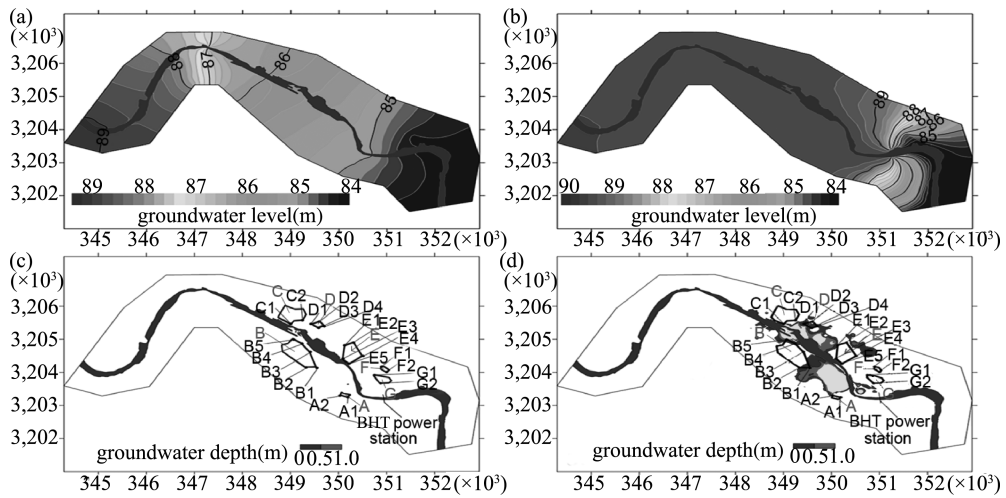 (a)
(×10³)
3,206
3,205
3,204
3,203
3,202
88
87
86
85
89
89 88 87 86 85 84
groundwater level(m)
345 346 347 348 349 350 351 352 (×10³)
(b)
(×10³)
3,206
3,205
3,204
3,203
3,202
89
86
85
90 89 88 87 86 85 84
groundwater level(m)
345 346 347 348 349 350 351 352 (×10³)
(c)
(×10³)
3,206
3,205
3,204
3,203
3,202
C
C1 C2 D1 D D2
D3 D4
E1 E2 E3
E E4
B
B5
B4
B3
B2
B1
E5 F1
F F2
G1
G2
G
A2 A1 A
BHT power
station
groundwater depth(m) 0 0.5 1.0
345 346 347 348 349 350 351 352 (×10³)
(d)
(×10³)
3,206
3,205
3,204
3,203
3,202
C
C1 C2 D1 D D2
D3 D4
E1 E2 E3
E E4
B
B5
B4
B3
B2
B1
E5 F1
F F2
G1
G2
G
A2 A1 A
BHT power
station
groundwater depth(m) 0 0.5 1.0
345 346 347 348 349 350 351 352 (×10³)